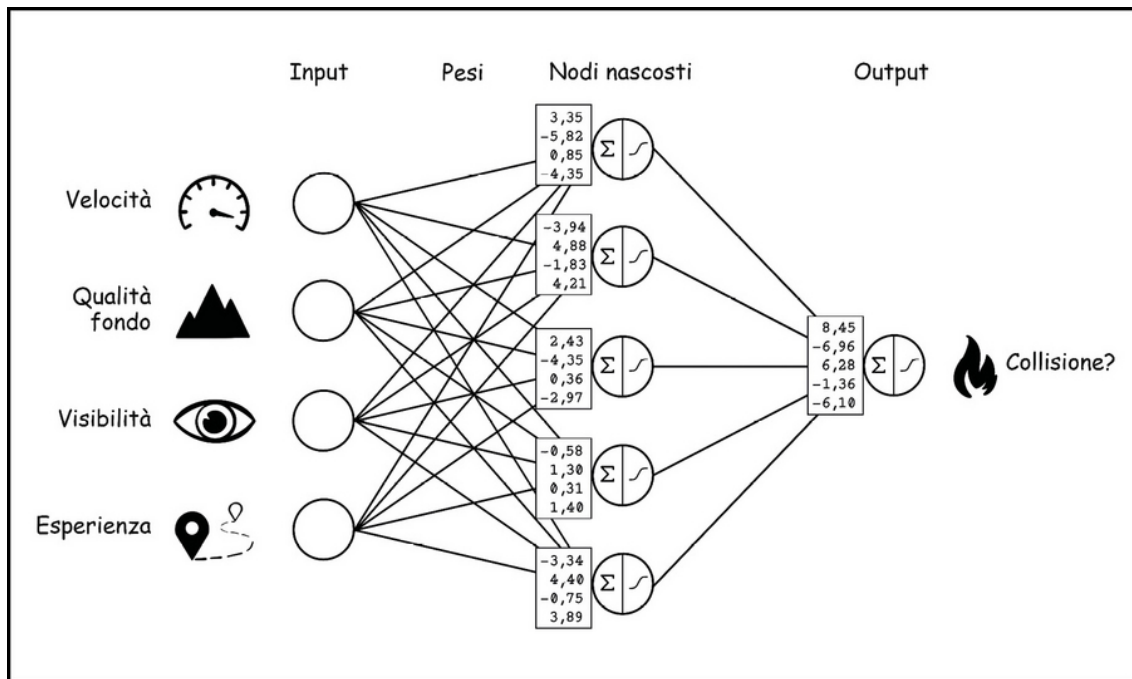 Input
Pesi
Nodi nascosti
Output
Velocità
Qualità
fondo
Visibilità
Esperienza
3,35
-5,82
0,85
-4,35
Σ
-3,94
4,88
-1,83
4,21
Σ
2,43
-4,35
0,36
-2,97
Σ
-0,58
1,30
0,31
1,40
Σ
-3,34
4,40
-0,75
3,89
Σ
8,45
-6,96
6,28
-1,36
-6,10
Σ
Collisione?